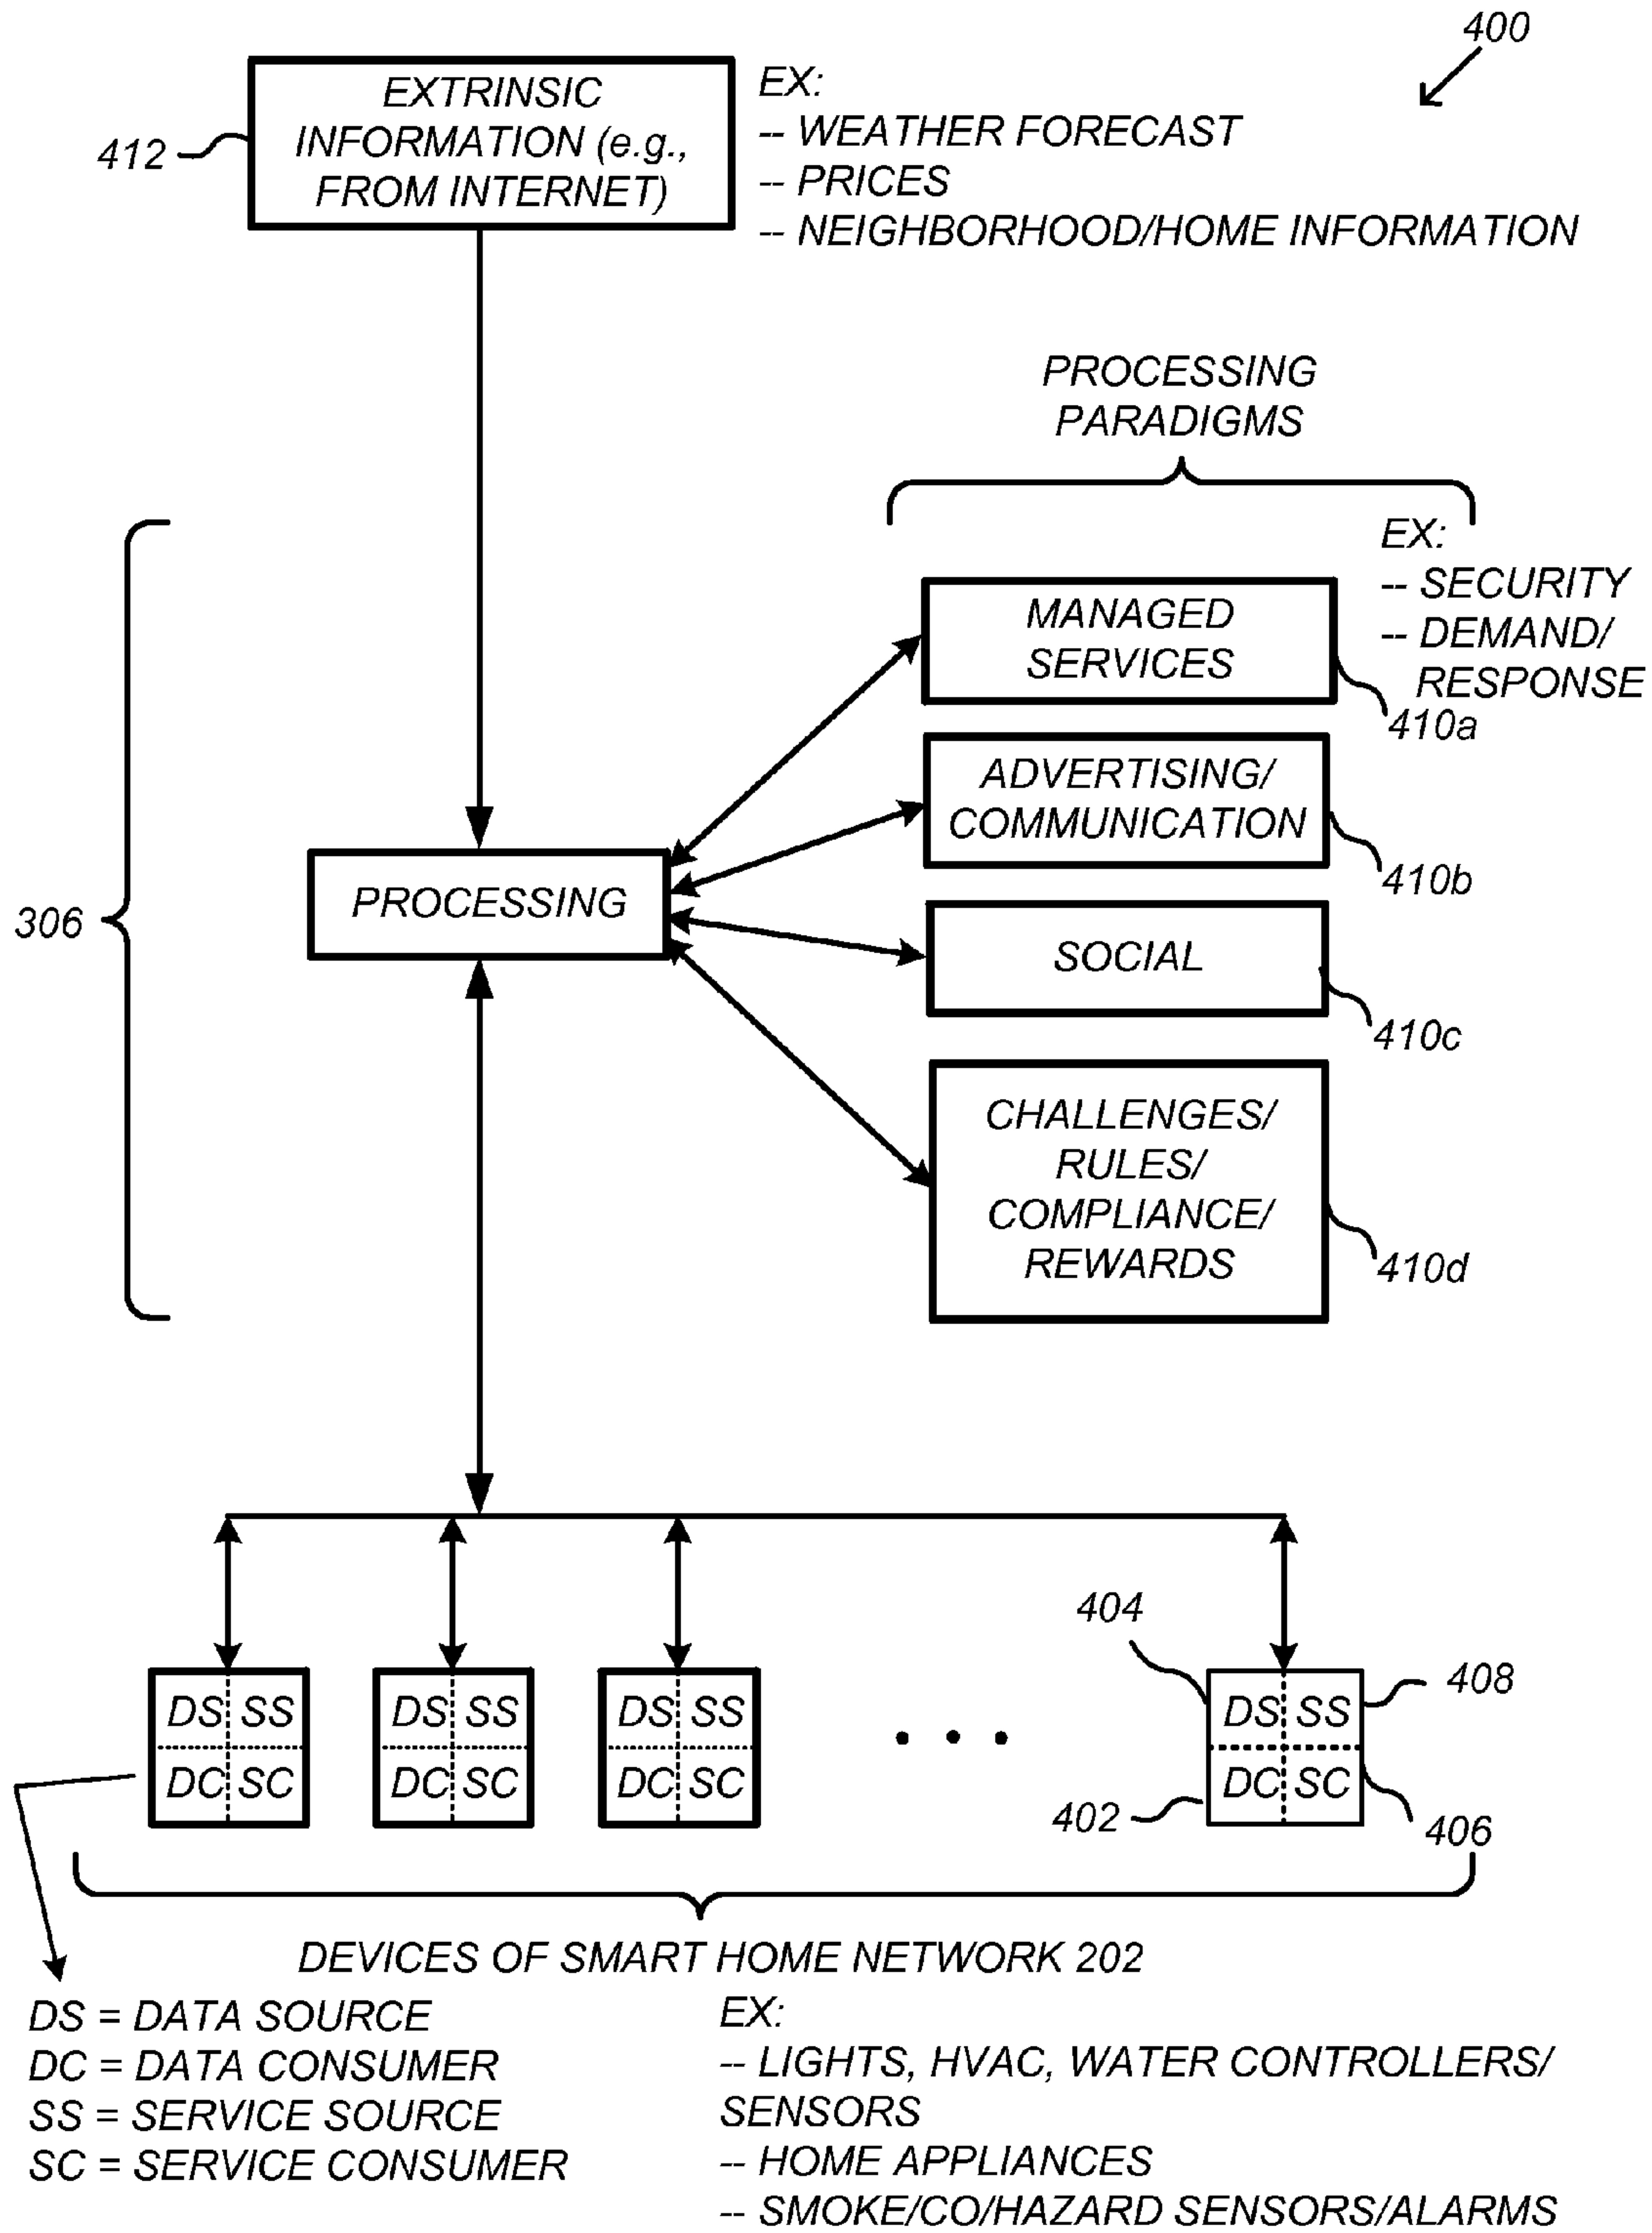 400
EXTRINSIC
INFORMATION (e.g.,
FROM INTERNET)
412
EX:
-- WEATHER FORECAST
-- PRICES
-- NEIGHBORHOOD/HOME INFORMATION
PROCESSING
PARADIGMS
EX:
-- SECURITY
-- DEMAND/
RESPONSE
MANAGED
SERVICES
410a
ADVERTISING/
COMMUNICATION
410b
PROCESSING
306
SOCIAL
410c
CHALLENGES/
RULES/
COMPLIANCE/
REWARDS
410d
404
408
DS SS
DC SC
DS SS
DC SC
DS SS
DC SC
. . .
DS SS
DC SC
402
406
DEVICES OF SMART HOME NETWORK 202
DS = DATA SOURCE
DC = DATA CONSUMER
SS = SERVICE SOURCE
SC = SERVICE CONSUMER
EX:
-- LIGHTS, HVAC, WATER CONTROLLERS/
SENSORS
-- HOME APPLIANCES
-- SMOKE/CO/HAZARD SENSORS/ALARMS